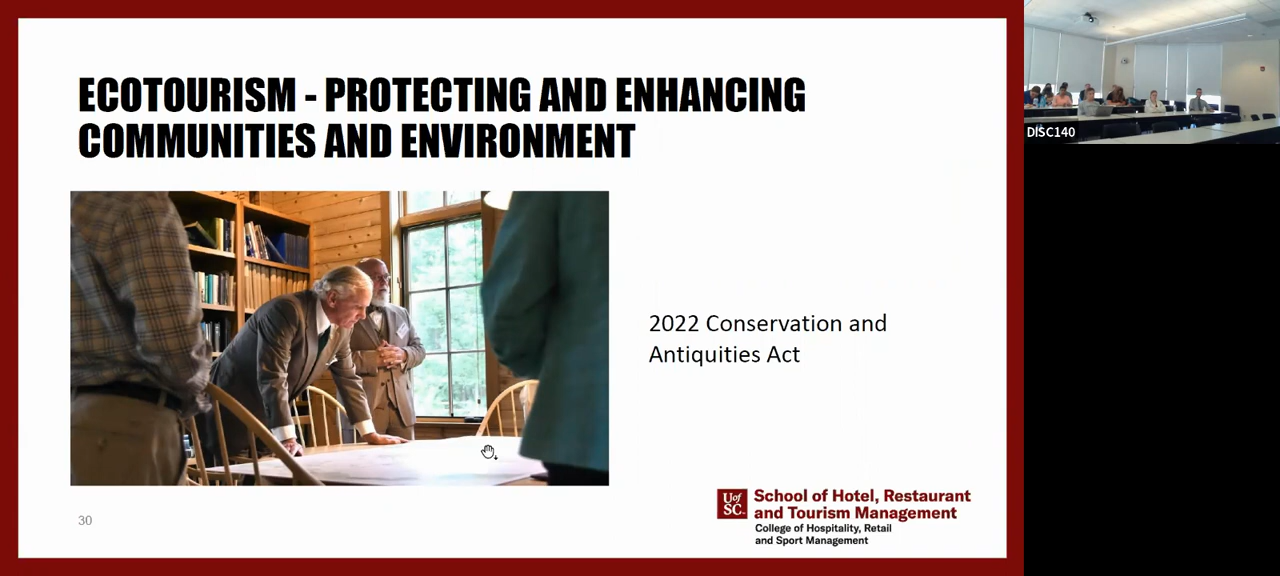 ECOTOURISM - PROTECTING AND ENHANCING
COMMUNITIES AND ENVIRONMENT
2022 Conservation and
Antiquities Act
30
UofSC
School of Hotel, Restaurant
and Tourism Management
College of Hospitality, Retail
and Sport Management
DISC140